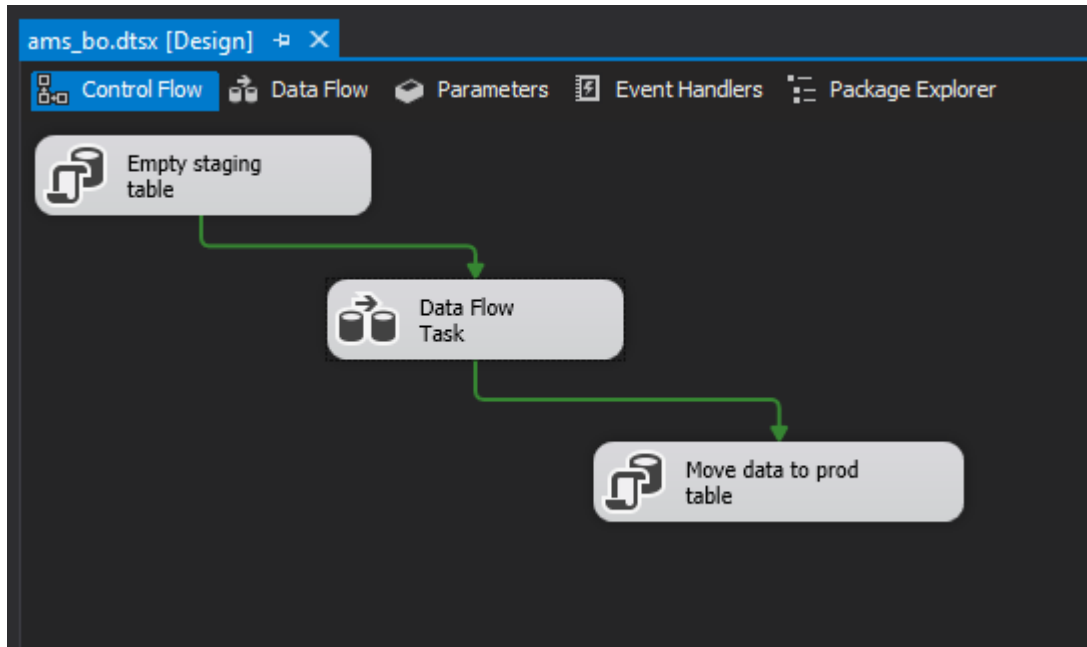 ams_bo.dtsx [Design]
Control Flow Data Flow Parameters Event Handlers Package Explorer
Empty staging
table
Data Flow
Task
Move data to prod
table